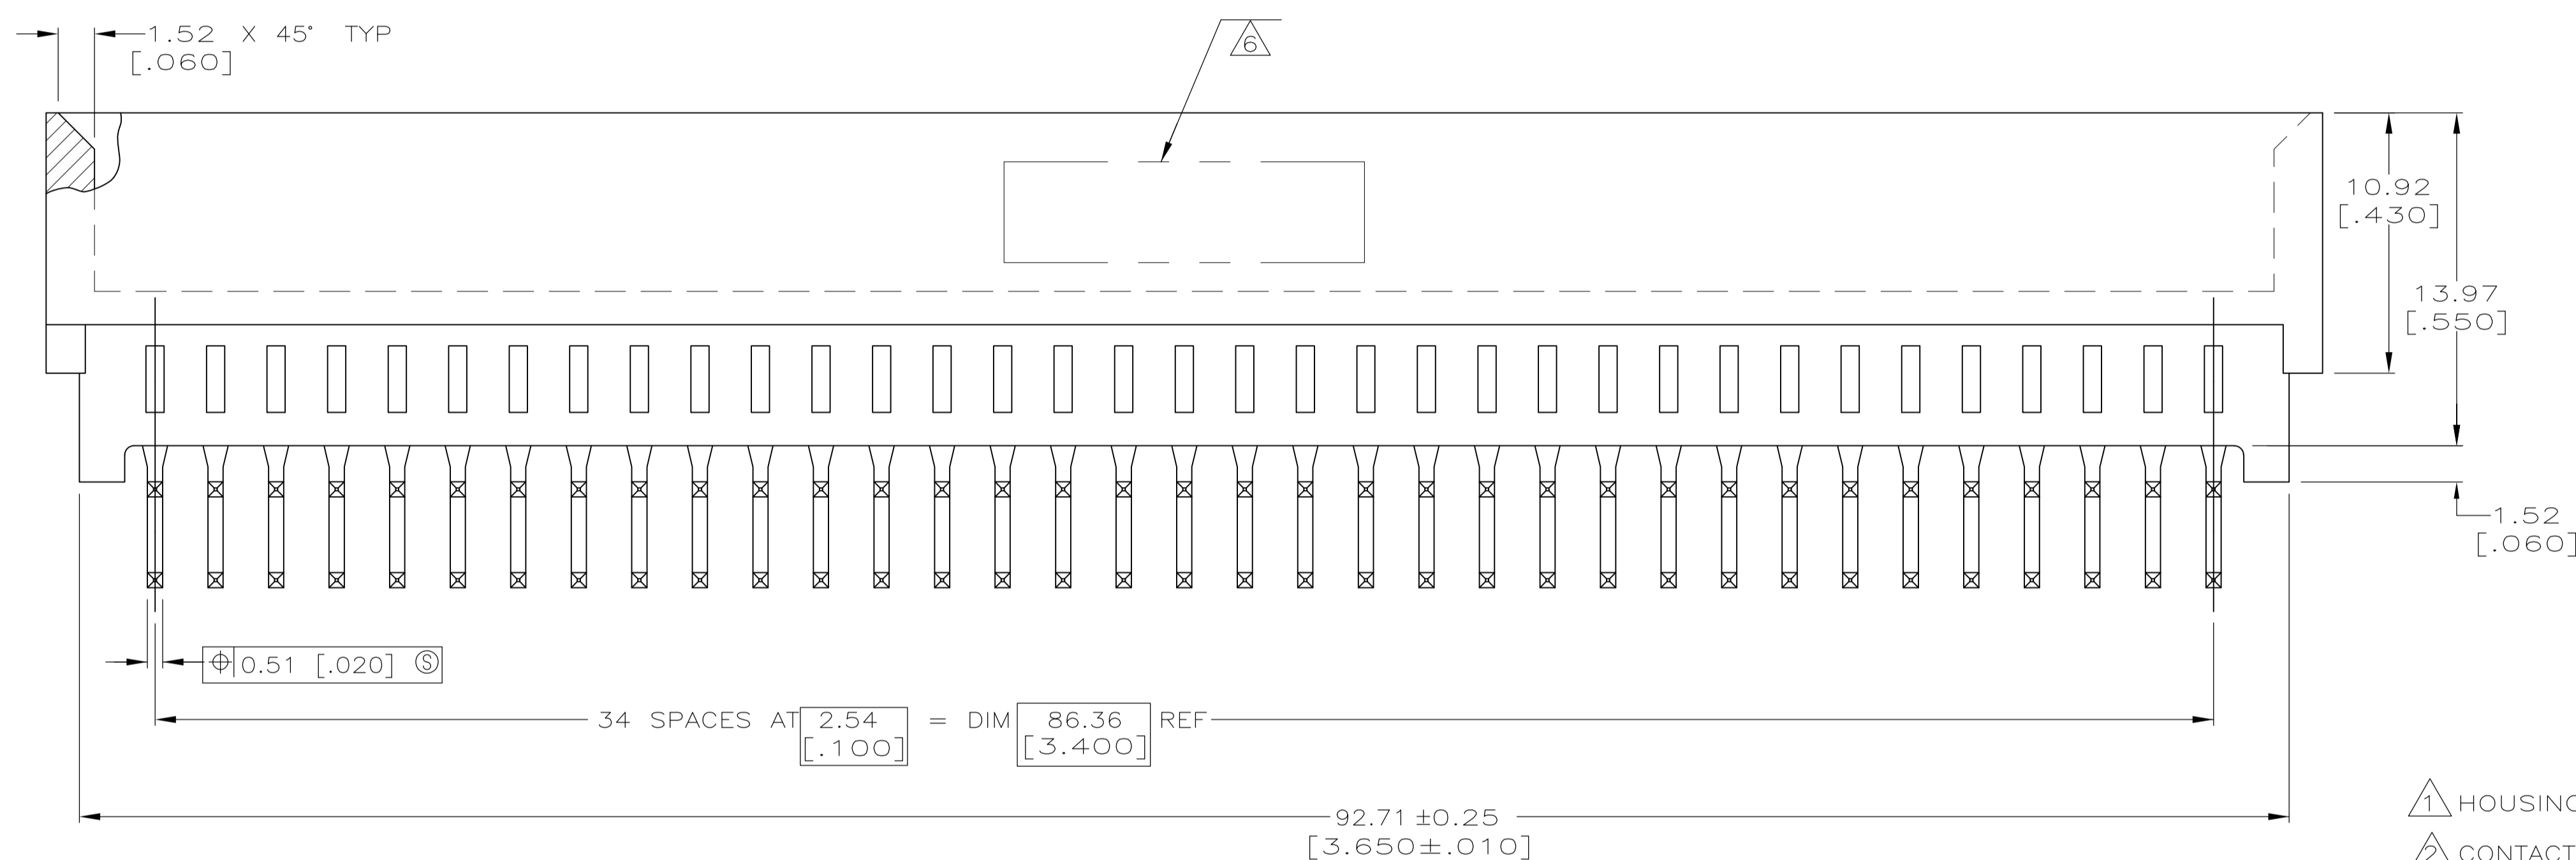 1.52 X 45° TYP
[.060]
6
10.92
[.430]
13.97
[.550]
1.52
[.060]
⌖ 0.51 [.020] Ⓢ
34 SPACES AT 2.54 = DIM 86.36 REF
[.100] [3.400]
92.71±0.25
[3.650±.010]
1 HOUSING
2 CONTACT